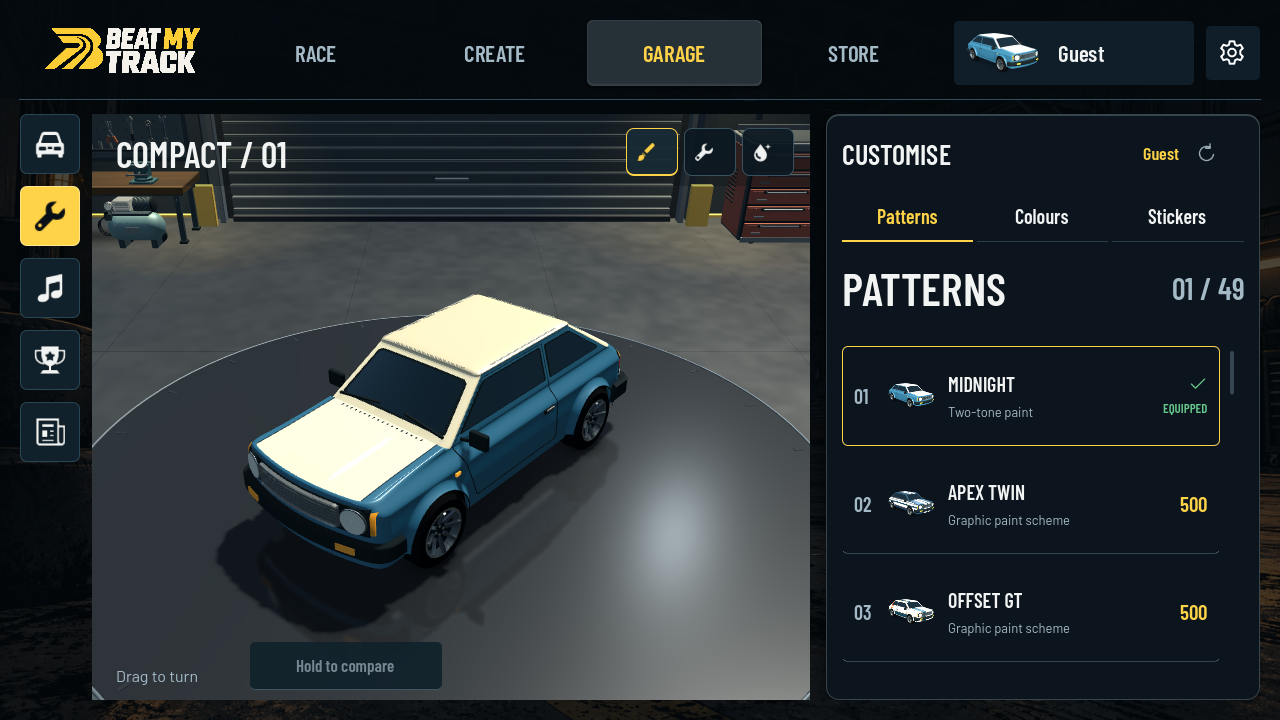 BEAT MY
TRACK
RACE
CREATE
GARAGE
STORE
Guest
COMPACT / 01
Drag to turn
Hold to compare
CUSTOMISE
Guest
Patterns
Colours
Stickers
PATTERNS
01 / 49
01
MIDNIGHT
Two-tone paint
EQUIPPED
02
APEX TWIN
Graphic paint scheme
500
03
OFFSET GT
Graphic paint scheme
500